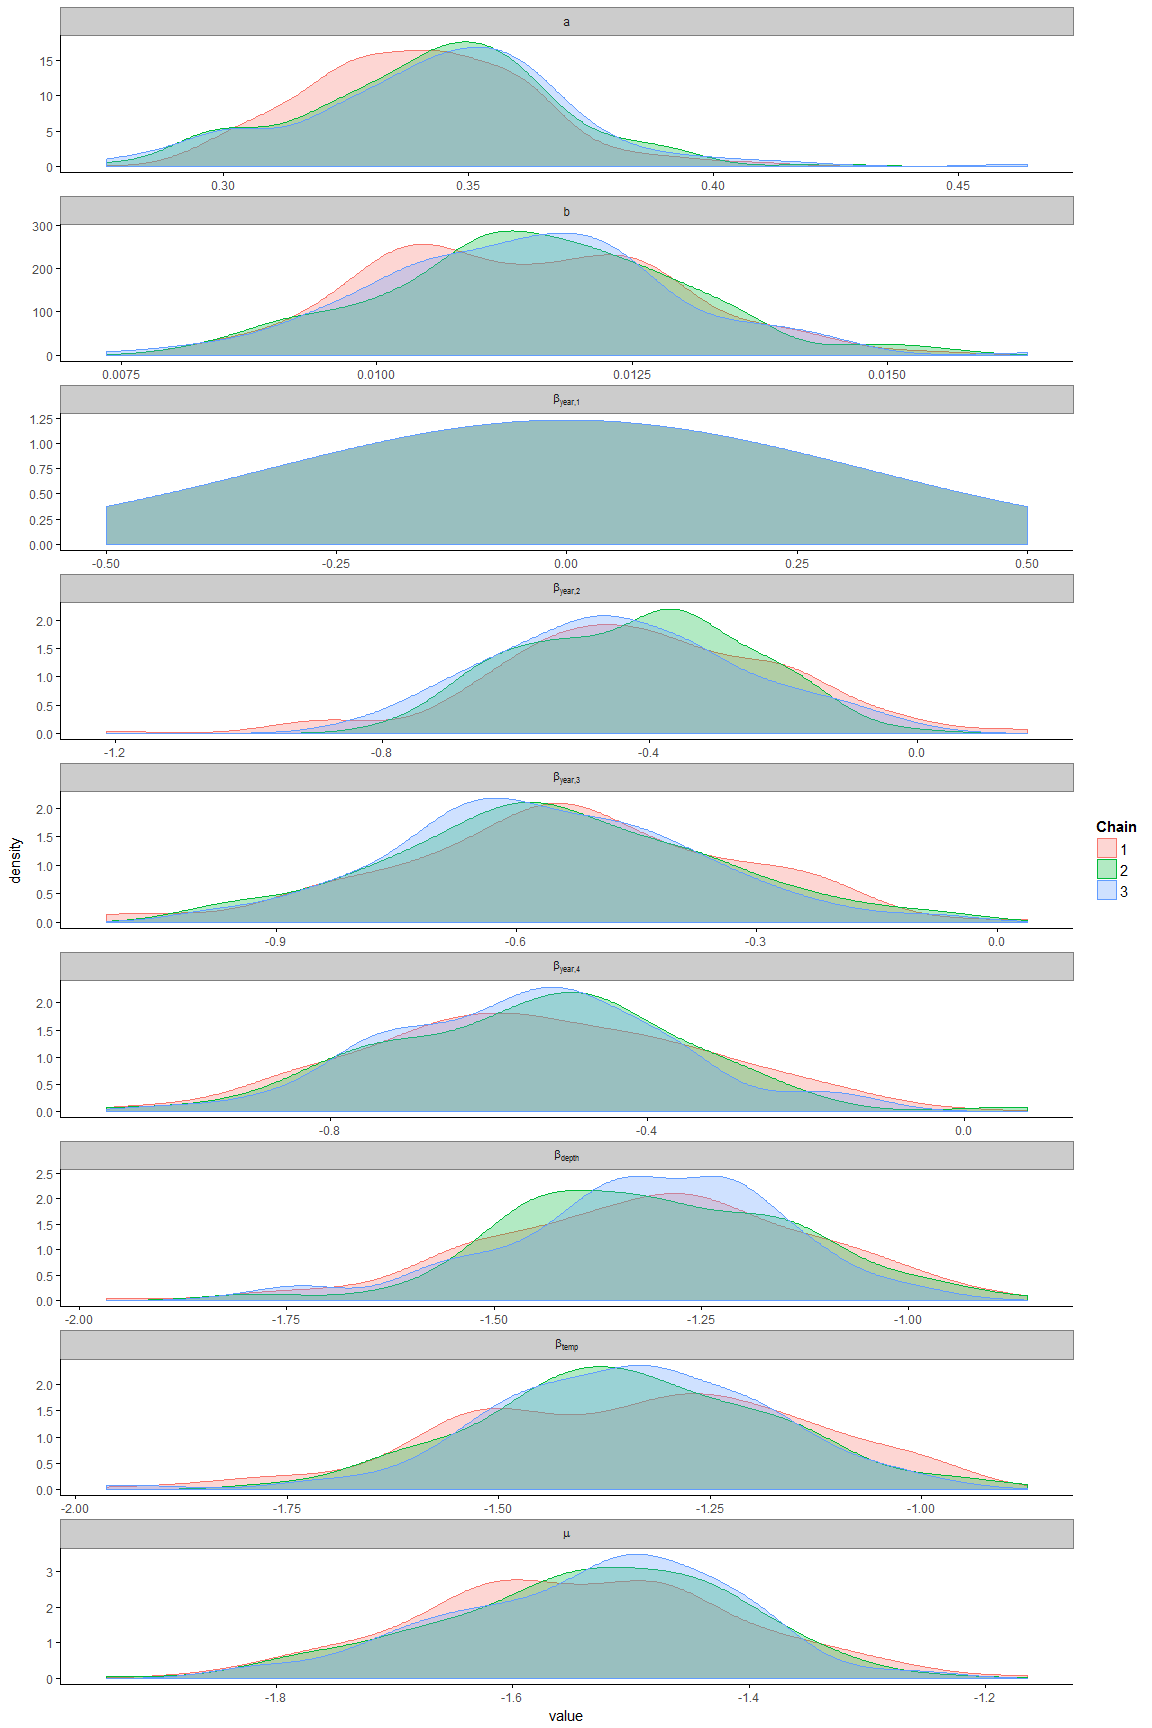 a
15
10
5
0
0.30 0.35 0.40 0.45
b
300
200
100
0
0.0075 0.0100 0.0125 0.0150
βyear,1
1.25
1.00
0.75
0.50
0.25
0.00
-0.50 -0.25 0.00 0.25 0.50
βyear,2
2.0
1.5
1.0
0.5
0.0
-1.2 -0.8 -0.4 0.0
βyear,3
2.0
1.5
1.0
0.5
0.0
-0.9 -0.6 -0.3 0.0
βyear,4
2.0
1.5
1.0
0.5
0.0
-0.8 -0.4 0.0
βdepth
2.5
2.0
1.5
1.0
0.5
0.0
-2.00 -1.75 -1.50 -1.25 -1.00
βtemp
2.0
1.5
1.0
0.5
0.0
-2.00 -1.75 -1.50 -1.25 -1.00
μ
3
2
1
0
-1.8 -1.6 -1.4 -1.2
value
density
Chain
1
2
3